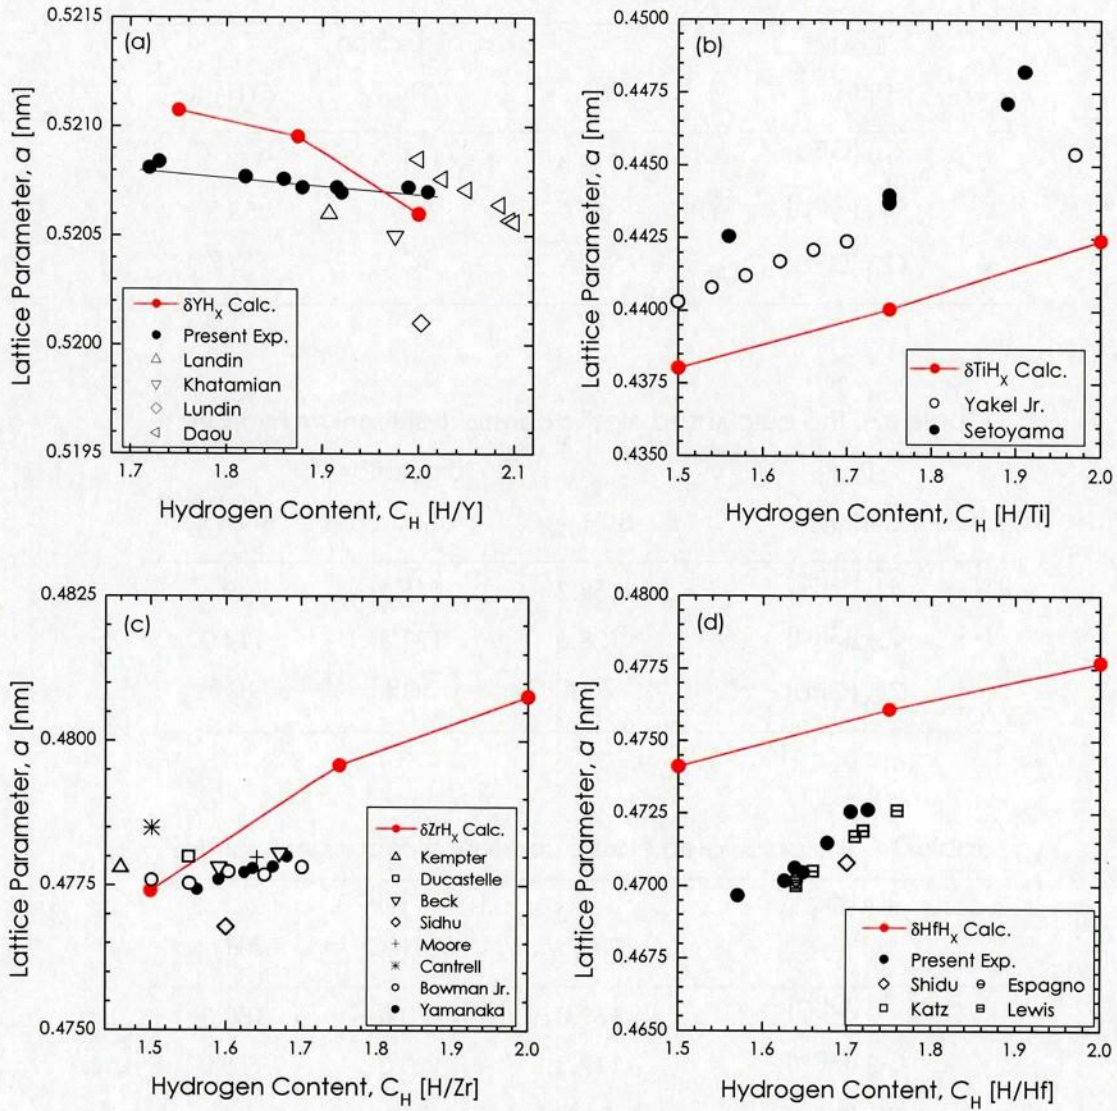 (a)
0.5215
0.5210
0.5205
0.5200
0.5195
Lattice Parameter, a [nm]
δYHX Calc.
Present Exp.
Landin
Khatamian
Lundin
Daou
1.7 1.8 1.9 2.0 2.1
Hydrogen Content, CH [H/Y]
(b)
0.4500
0.4475
0.4450
0.4425
0.4400
0.4375
0.4350
Lattice Parameter, a [nm]
δTiHX Calc.
Yakel Jr.
Setoyama
1.5 1.6 1.7 1.8 1.9 2.0
Hydrogen Content, CH [H/Ti]
(c)
0.4825
0.4800
0.4775
0.4750
Lattice Parameter, a [nm]
δZrHX Calc.
Kempter
Ducastelle
Beck
Sidhu
Moore
Cantrell
Bowman Jr.
Yamanaka
1.5 1.6 1.7 1.8 1.9 2.0
Hydrogen Content, CH [H/Zr]
(d)
0.4800
0.4775
0.4750
0.4725
0.4700
0.4675
0.4650
Lattice Parameter, a [nm]
δHfHX Calc.
Present Exp.
Shidu Espagno
Katz Lewis
1.5 1.6 1.7 1.8 1.9 2.0
Hydrogen Content, CH [H/Hf]